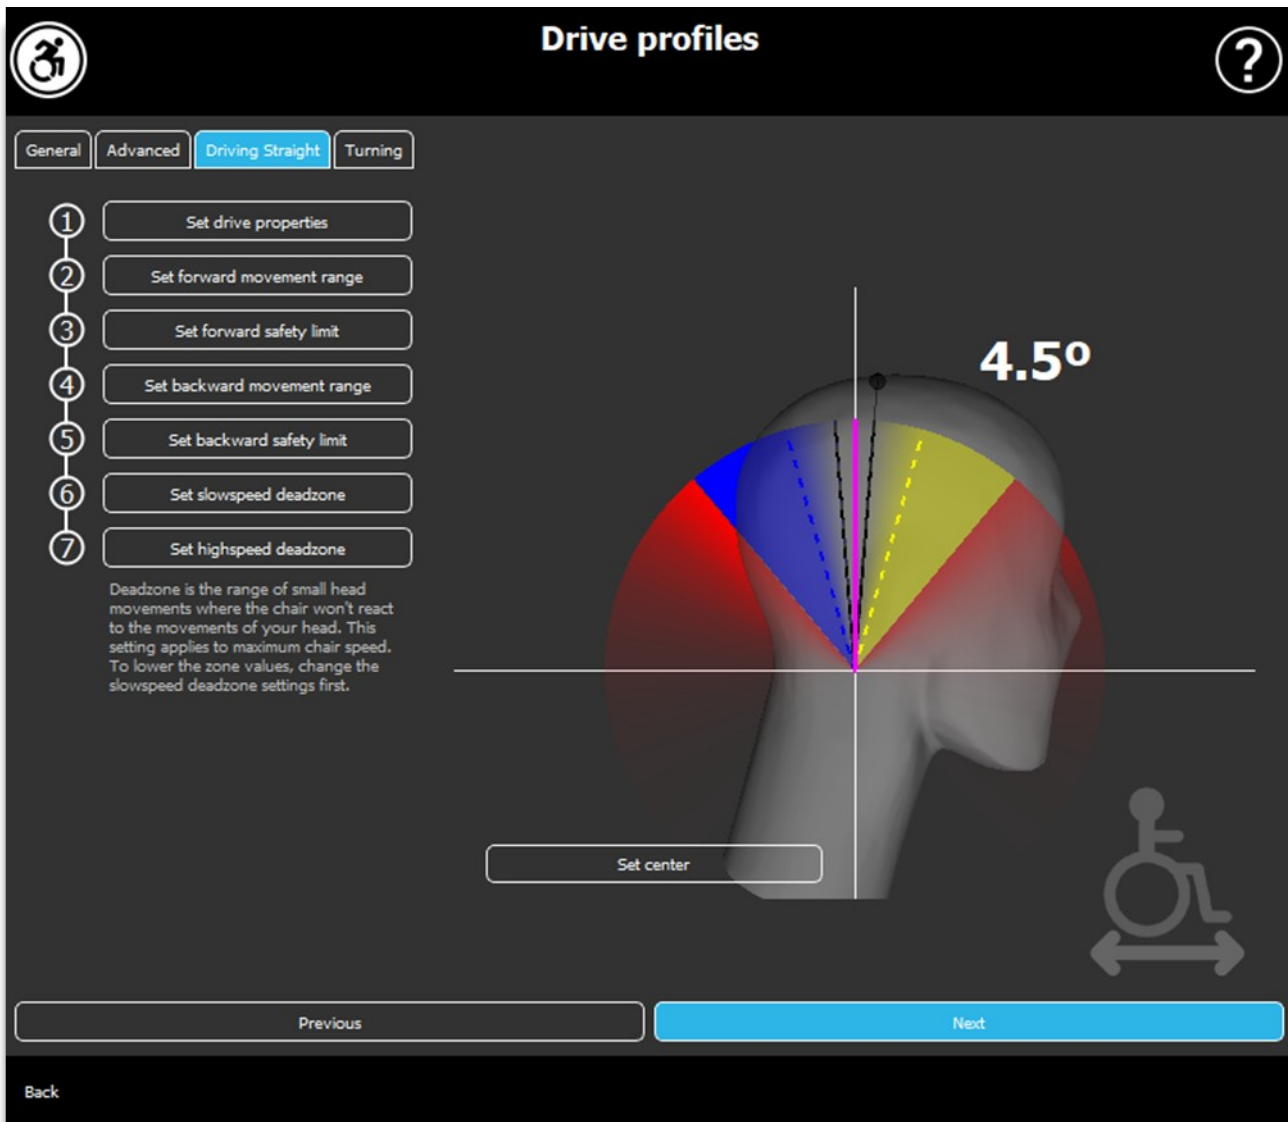 Drive profiles
?
General
Advanced
Driving Straight
Turning
1 Set drive properties
2 Set forward movement range
3 Set forward safety limit
4 Set backward movement range
5 Set backward safety limit
6 Set slowspeed deadzone
7 Set highspeed deadzone
Deadzone is the range of small head
movements where the chair won't react
to the movements of your head. This
setting applies to maximum chair speed.
To lower the zone values, change the
slowspeed deadzone settings first.
4.5º
Set center
Previous
Next
Back